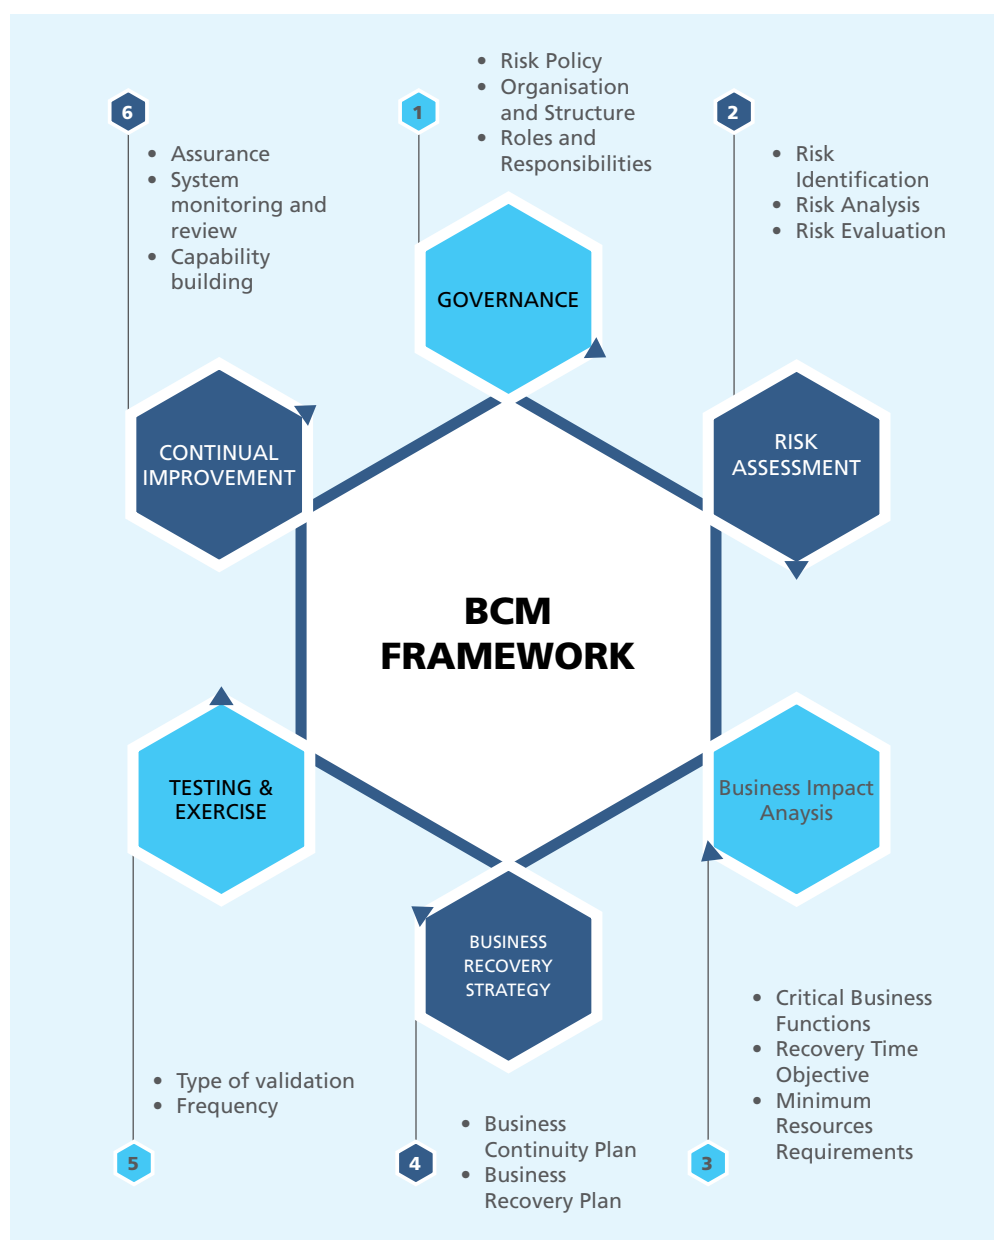 1
• Risk Policy
• Organisation
and Structure
• Roles and
Responsibilities
GOVERNANCE
2
• Risk
Identification
• Risk Analysis
• Risk Evaluation
RISK
ASSESSMENT
Business Impact
Anaysis
• Critical Business
Functions
• Recovery Time
Objective
• Minimum
Resources
Requirements
3
BUSINESS
RECOVERY
STRATEGY
• Business
Continuity Plan
• Business
Recovery Plan
4
TESTING &
EXERCISE
• Type of validation
• Frequency
5
6
• Assurance
• System
monitoring and
review
• Capability
building
CONTINUAL
IMPROVEMENT
BCM
FRAMEWORK